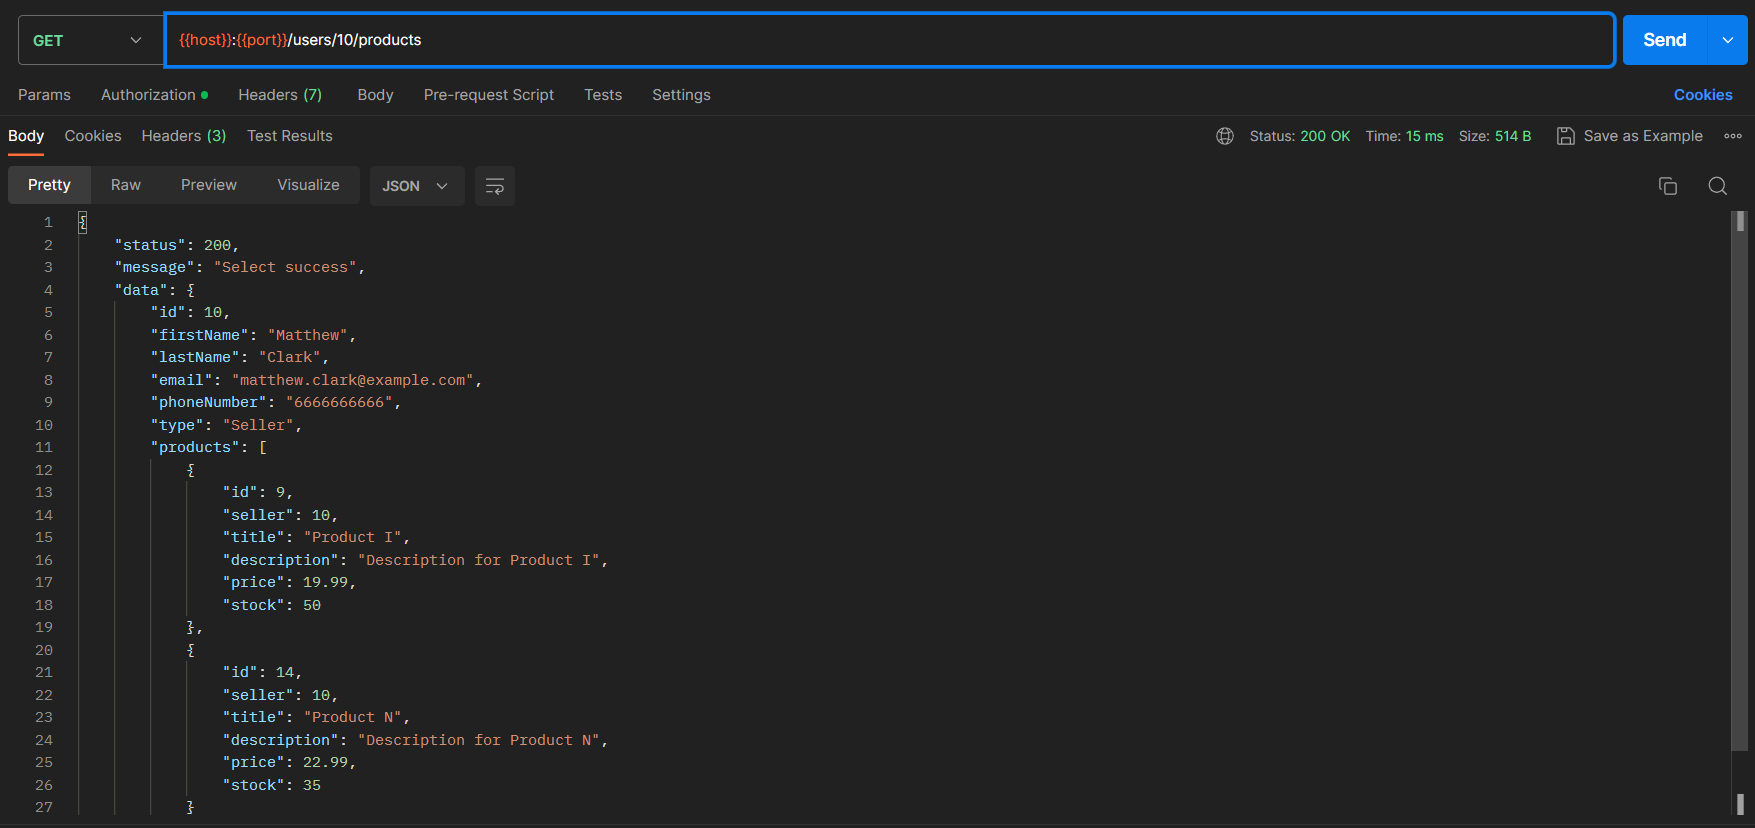 GET {{host}}:{{port}}/users/10/products Send
Params Authorization Headers (7) Body Pre-request Script Tests Settings Cookies
Body Cookies Headers (3) Test Results Status: 200 OK Time: 15 ms Size: 514 B Save as Example
Pretty Raw Preview Visualize JSON
1 {
2 "status": 200,
3 "message": "Select success",
4 "data": {
5 "id": 10,
6 "firstName": "Matthew",
7 "lastName": "Clark",
8 "email": "matthew.clark@example.com",
9 "phoneNumber": "6666666666",
10 "type": "Seller",
11 "products": [
12 {
13 "id": 9,
14 "seller": 10,
15 "title": "Product I",
16 "description": "Description for Product I",
17 "price": 19.99,
18 "stock": 50
19 },
20 {
21 "id": 14,
22 "seller": 10,
23 "title": "Product N",
24 "description": "Description for Product N",
25 "price": 22.99,
26 "stock": 35
27 }